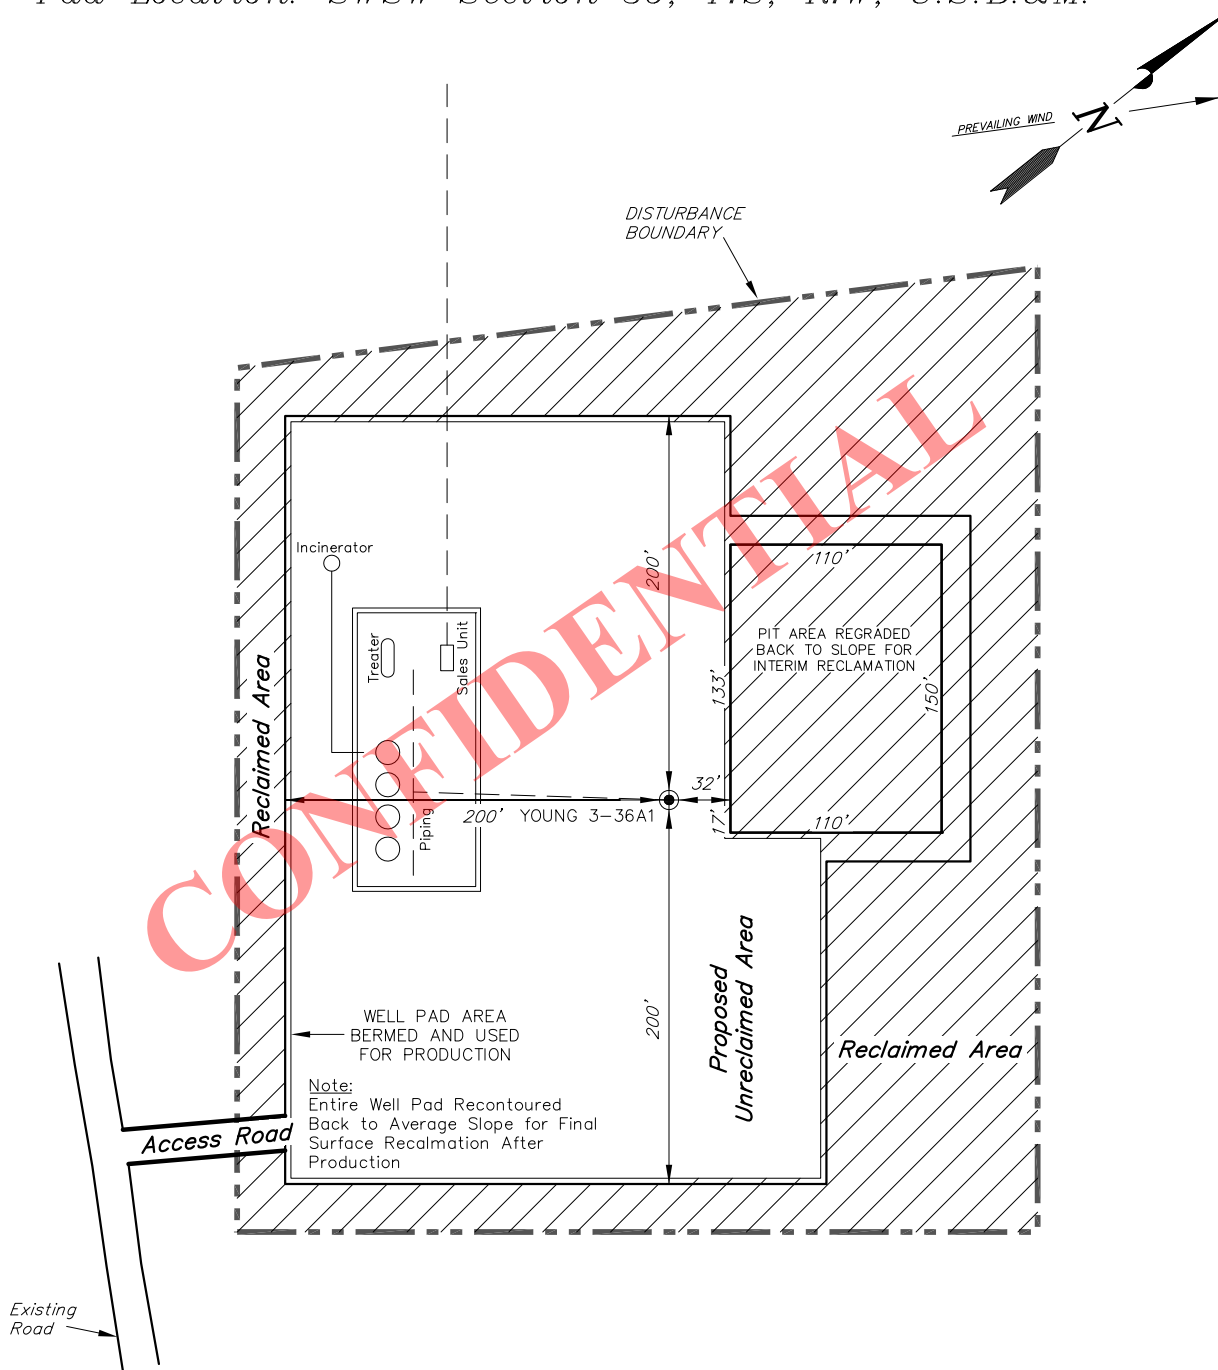 PREVAILING WIND
N
DISTURBANCE
BOUNDARY
Incinerator
Treater
Sales Unit
200'
110'
PIT AREA REGRADED
BACK TO SLOPE FOR
INTERIM RECLAMATION
133'
150'
Reclaimed Area
32'
200'
YOUNG 3-36A1
17'
110'
Piping
CONFIDENTIAL
Proposed
Unreclaimed Area
200'
WELL PAD AREA
BERMED AND USED
FOR PRODUCTION
Reclaimed Area
Note:
Entire Well Pad Recontoured
Back to Average Slope for Final
Surface Recalmation After
Production
Access Road
Existing
Road